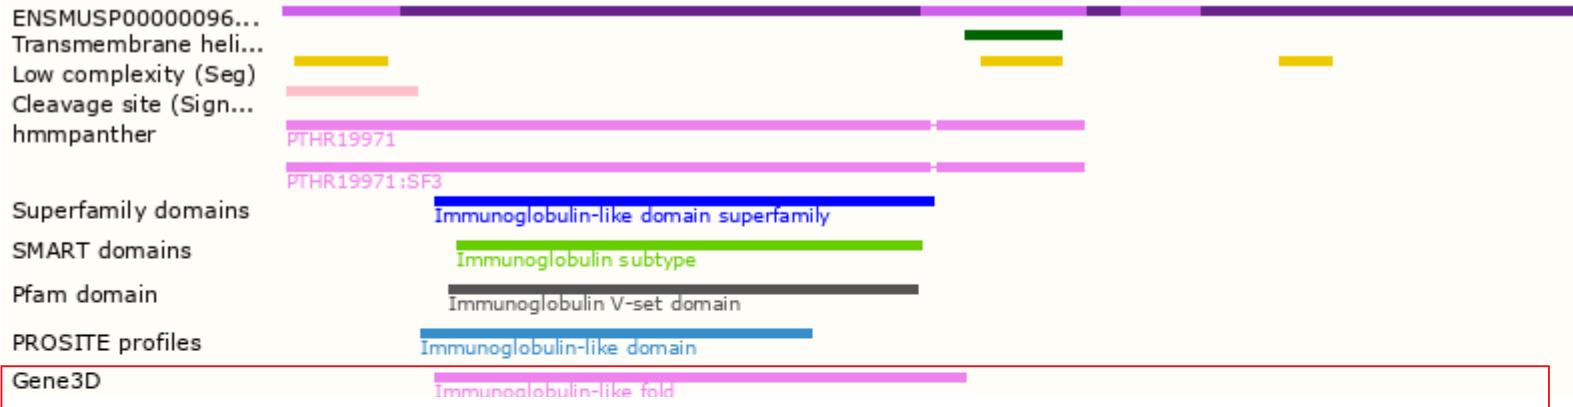 ENSMUSP00000096...
Transmembrane heli...
Low complexity (Seg)
Cleavage site (Sign...
hmmpanther
PTHR19971
PTHR19971:SF3
Superfamily domains
Immunoglobulin-like domain superfamily
SMART domains
Immunoglobulin subtype
Pfam domain
Immunoglobulin V-set domain
PROSITE profiles
Immunoglobulin-like domain
Gene3D
Immunoglobulin-like fold